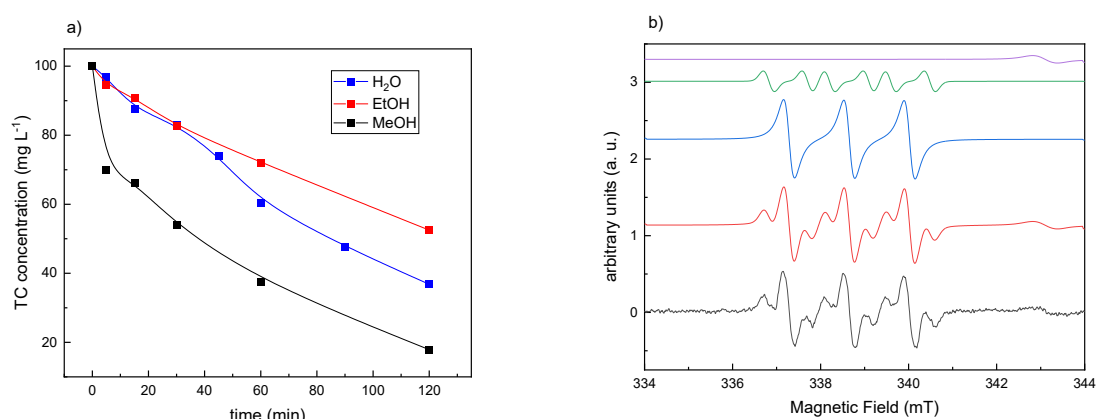 a)
TC concentration (mg L⁻¹)
100
80
60
40
20
0
20
40
60
80
100
120
time (min)
H₂O
EtOH
MeOH
b)
arbitrary units (a. u.)
3
2
1
0
334
336
338
340
342
344
Magnetic Field (mT)